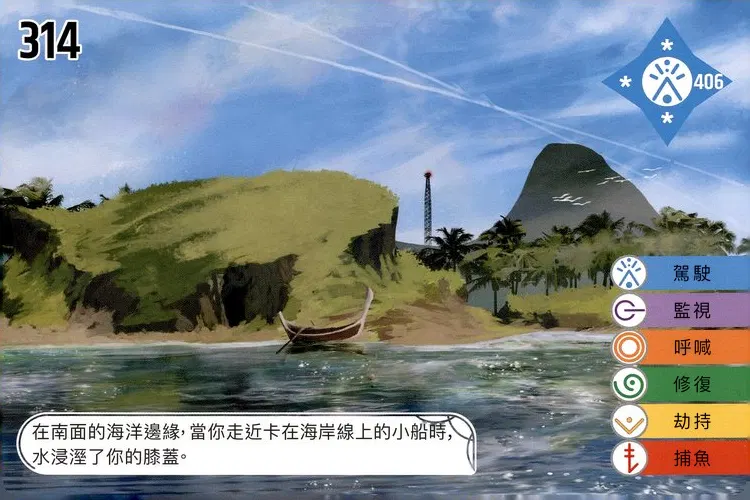 314
406
駕駛
監視
呼喊
修復
劫持
捕魚
在南面的海洋邊緣，當你走近卡在海岸線上的小船時，
水浸溼了你的膝蓋。